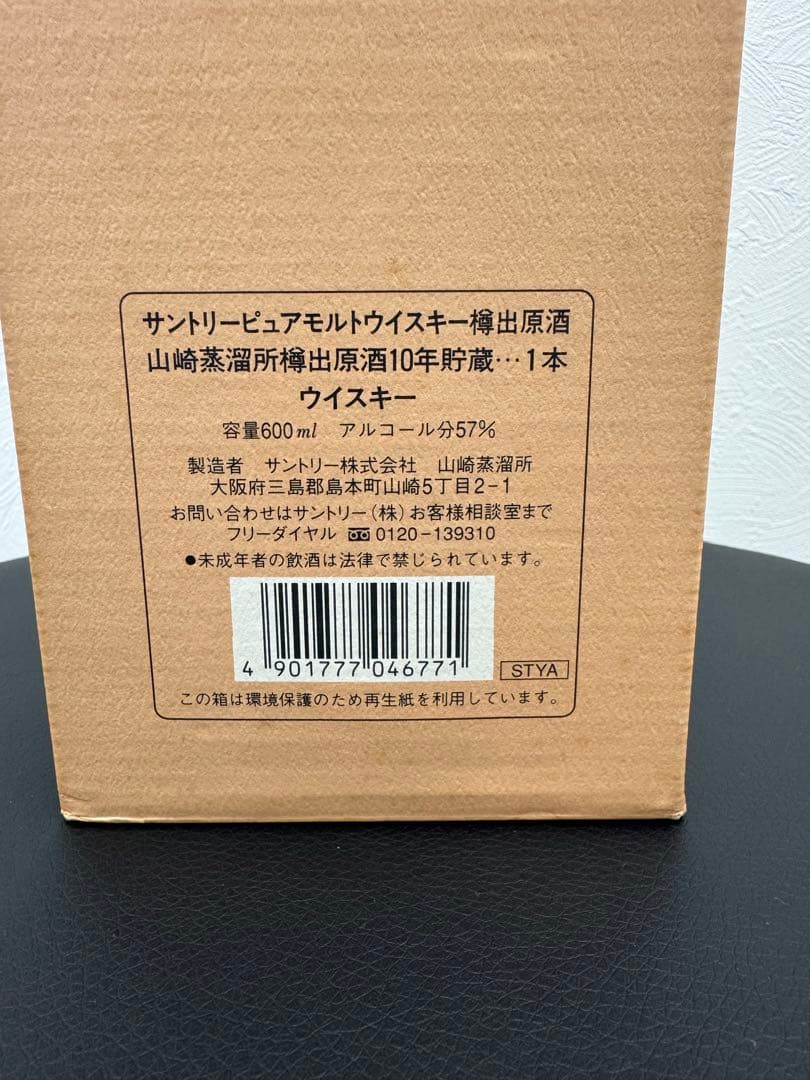 サントリーピュアモルトウイスキー樽出原酒
山崎蒸溜所樽出原酒10年貯蔵…1本
ウイスキー
容量600ml アルコール分57%
製造者 サントリー株式会社 山崎蒸溜所
大阪府三島郡島本町山崎5丁目2-1
お問い合わせはサントリー(株)お客様相談室まで
フリーダイヤル 0120-139310
●未成年者の飲酒は法律で禁じられています。
4 901777 046771
STYA
この箱は環境保護のため再生紙を利用しています。